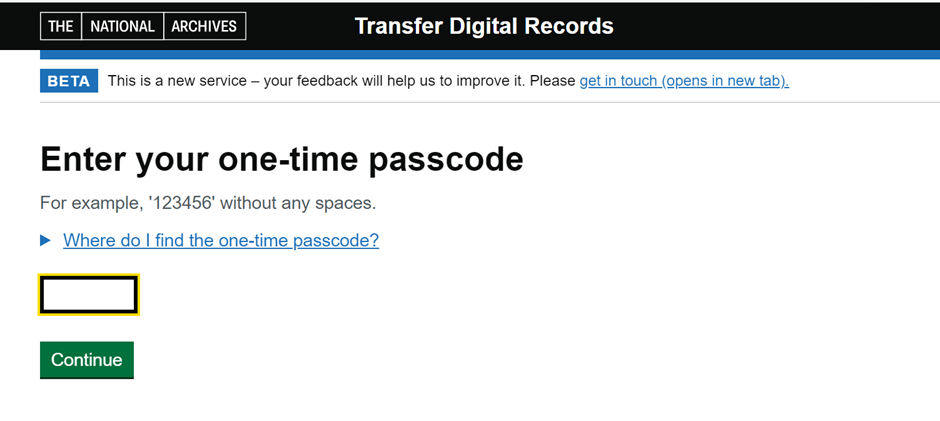 THE NATIONAL ARCHIVES Transfer Digital Records
BETA This is a new service – your feedback will help us to improve it. Please get in touch (opens in new tab).
Enter your one-time passcode
For example, '123456' without any spaces.
Where do I find the one-time passcode?
Continue